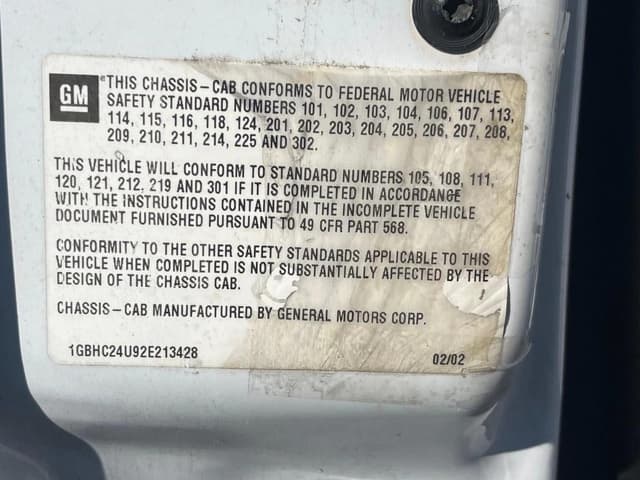 GM
THIS CHASSIS-CAB CONFORMS TO FEDERAL MOTOR VEHICLE
SAFETY STANDARD NUMBERS 101, 102, 103, 104, 106, 107, 113,
114, 115, 116, 118, 124, 201, 202, 203, 204, 205, 206, 207, 208,
209, 210, 211, 214, 225 AND 302.
THIS VEHICLE WILL CONFORM TO STANDARD NUMBERS 105, 108, 111,
120, 121, 212, 219 AND 301 IF IT IS COMPLETED IN ACCORDANCE
WITH THE INSTRUCTIONS CONTAINED IN THE INCOMPLETE VEHICLE
DOCUMENT FURNISHED PURSUANT TO 49 CFR PART 568.
CONFORMITY TO THE OTHER SAFETY STANDARDS APPLICABLE TO THIS
VEHICLE WHEN COMPLETED IS NOT SUBSTANTIALLY AFFECTED BY THE
DESIGN OF THE CHASSIS CAB.
CHASSIS-CAB MANUFACTURED BY GENERAL MOTORS CORP.
1GBHC24U92E213428 02/02